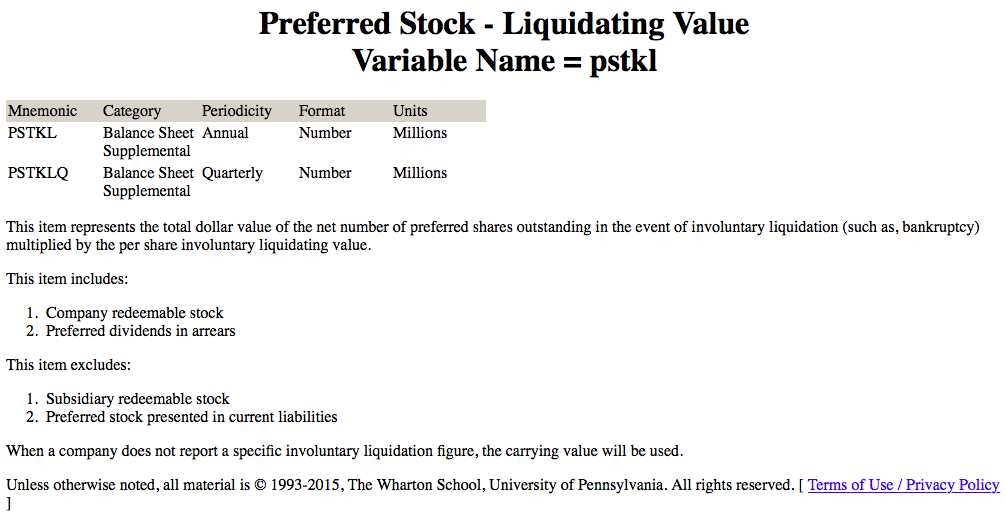 Preferred Stock - Liquidating Value
Variable Name = pstkl
Mnemonic Category Periodicity Format Units
PSTKL Balance Sheet Annual Number Millions
Supplemental
PSTKLQ Balance Sheet Quarterly Number Millions
Supplemental
This item represents the total dollar value of the net number of preferred shares outstanding in the event of involuntary liquidation (such as, bankruptcy)
multiplied by the per share involuntary liquidating value.
This item includes:
1. Company redeemable stock
2. Preferred dividends in arrears
This item excludes:
1. Subsidiary redeemable stock
2. Preferred stock presented in current liabilities
When a company does not report a specific involuntary liquidation figure, the carrying value will be used.
Unless otherwise noted, all material is © 1993-2015, The Wharton School, University of Pennsylvania. All rights reserved. [ Terms of Use / Privacy Policy
]